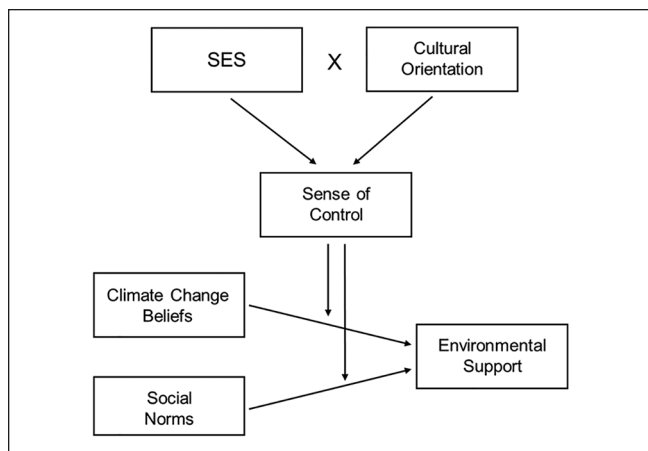 SES
X
Cultural
Orientation
Sense of
Control
Climate Change
Beliefs
Environmental
Support
Social
Norms